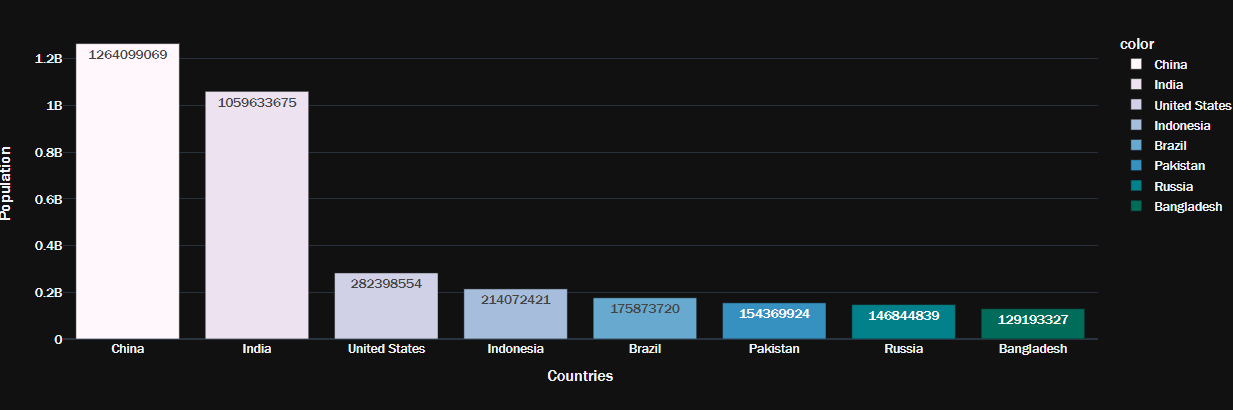 Population
1.2B
1B
0.8B
0.6B
0.4B
0.2B
0
1264099069
1059633675
282398554
214072421
175873720
154369924
146844839
129193327
China
India
United States
Indonesia
Brazil
Pakistan
Russia
Bangladesh
Countries
color
China
India
United States
Indonesia
Brazil
Pakistan
Russia
Bangladesh